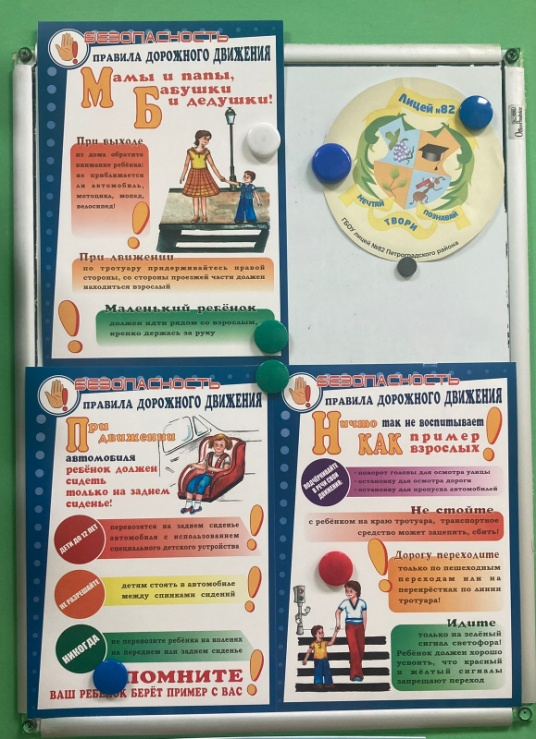 БЕЗОПАСНОСТЬ
ПРАВИЛА ДОРОЖНОГО ДВИЖЕНИЯ
Мамы и папы,
Бабушки
и дедушки!
При выходе
из дома обратите
внимание ребёнка:
не приближается
ли автомобиль,
мотоцикл, мопед,
велосипед!
При движении
по тротуару придерживайтесь правой
стороны, со стороны проезжей части должен
находиться взрослый
Маленький ребёнок
должен идти рядом со взрослым,
крепко держась за руку
Лицей №82
МЕЧТАЙ
ТВОРИ
ПОЗНАВАЙ
ГБОУ лицей №82 Петроградского района
БЕЗОПАСНОСТЬ
ПРАВИЛА ДОРОЖНОГО ДВИЖЕНИЯ
При
движении
автомобиля
ребёнок должен
сидеть
только на заднем
сиденье!
ДЕТИ ДО 12 ЛЕТ
перевозятся на заднем сиденье
автомобиля с использованием
специального детского устройства
НЕ РАЗРЕШАЙТЕ
детям стоять в автомобиле
между спинками сидений
НИКОГДА
не перевозите ребёнка на коленях
на переднем или заднем сиденье
ПОМНИТЕ
ВАШ РЕБЁНОК БЕРЁТ ПРИМЕР С ВАС
БЕЗОПАСНОСТЬ
ПРАВИЛА ДОРОЖНОГО ДВИЖЕНИЯ
Ничто так не воспитывает
КАК пример
взрослых
ПОДЧЕРКИВАЙТЕ
СВОИ
ДВИЖЕНИЯ:
- поворот головы для осмотра улицы
- остановку для осмотра дороги
- остановку для пропуска автомобилей
Не стойте
с ребёнком на краю тротуара, транспортное
средство может зацепить, сбить!
Дорогу переходите
только по пешеходным
переходам или на
перекрёстках по линии
тротуара!
Идите
только на зелёный
сигнал светофора!
Ребёнок должен хорошо
усвоить, что красный
и жёлтый сигналы
запрещают переход